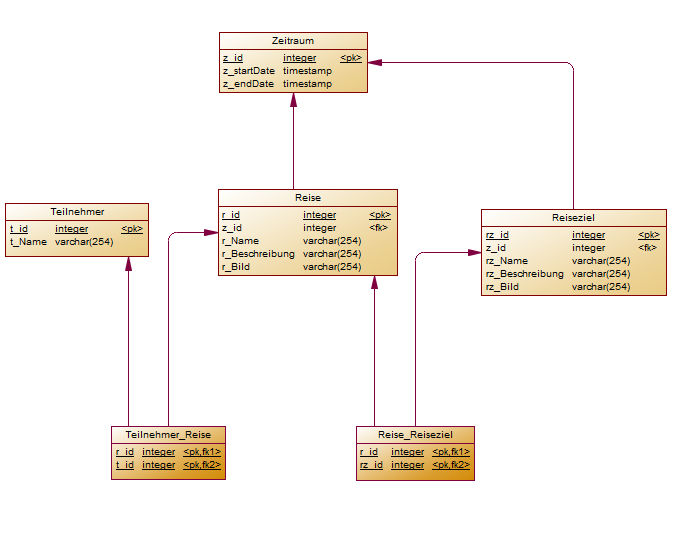 Zeitraum
z_id integer <pk>
z_startDate timestamp
z_endDate timestamp
Teilnehmer
t_id integer <pk>
t_Name varchar(254)
Reise
r_id integer <pk>
z_id integer <fk>
r_Name varchar(254)
r_Beschreibung varchar(254)
r_Bild varchar(254)
Reiseziel
rz_id integer <pk>
z_id integer <fk>
rz_Name varchar(254)
rz_Beschreibung varchar(254)
rz_Bild varchar(254)
Teilnehmer_Reise
r_id integer <pk,fk1>
t_id integer <pk,fk2>
Reise_Reiseziel
r_id integer <pk,fk1>
rz_id integer <pk,fk2>